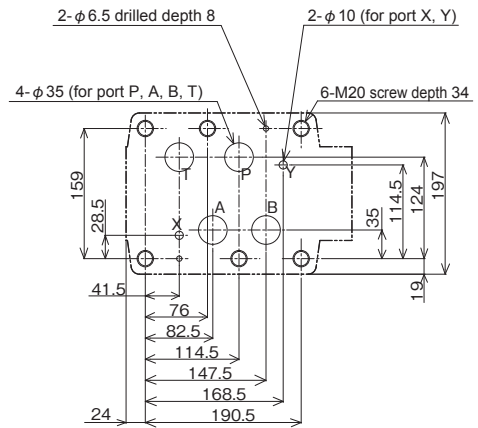 2-φ6.5 drilled depth 8
2-φ10 (for port X, Y)
4-φ35 (for port P, A, B, T)
6-M20 screw depth 34
T
P
Y
X
A
B
159
28.5
35
114.5
124
197
19
41.5
76
82.5
114.5
147.5
168.5
24
190.5